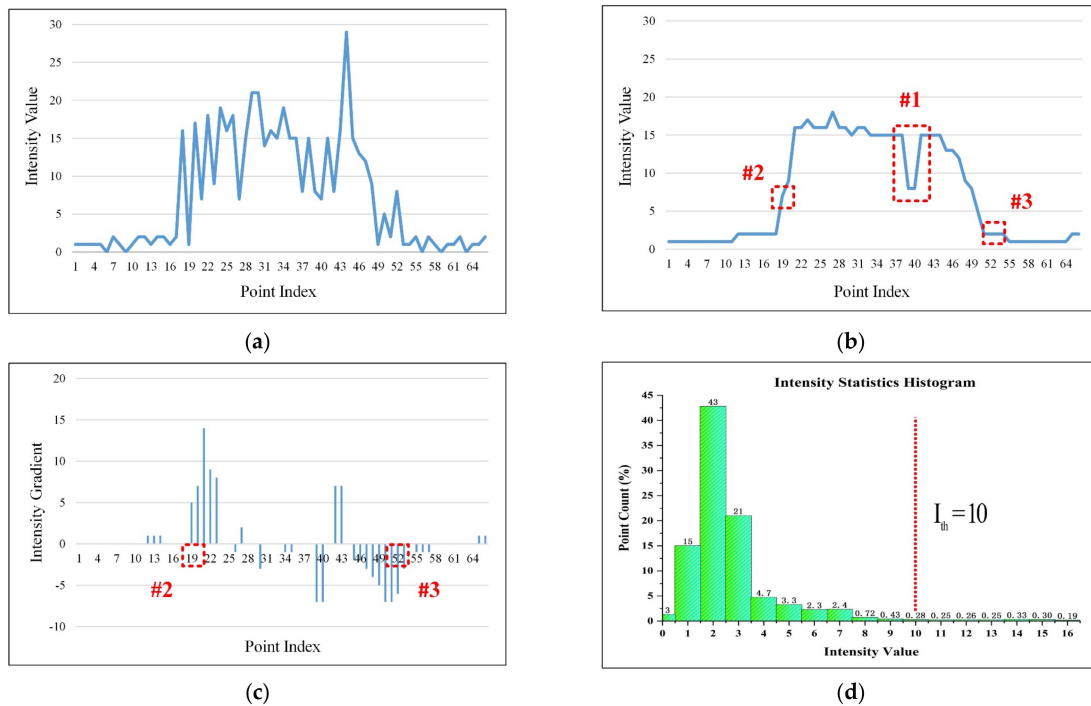 30
25
20
15
10
5
0
1 4 7 10 13 16 19 22 25 28 31 34 37 40 43 46 49 52 55 58 61 64
Intensity Value
Point Index
(a)
30
25
20
15
10
5
0
#1
#2
#3
1 4 7 10 13 16 19 22 25 28 31 34 37 40 43 46 49 52 55 58 61 64
Intensity Value
Point Index
(b)
20
15
10
5
0
-5
-10
1 4 7 10 13 16 19 22 25 28 31 34 37 40 43 46 49 52 55 58 61 64
#2
#3
Intensity Gradient
Point Index
(c)
Intensity Statistics Histogram
45
40
35
30
25
20
15
10
5
0
Point Count (%)
3 15 43 21 4.7 3.3 2.3 2.4 0.72 0.43 0.28 0.25 0.26 0.25 0.33 0.30 0.19
I_th = 10
0 1 2 3 4 5 6 7 8 9 10 11 12 13 14 15 16
Intensity Value
(d)